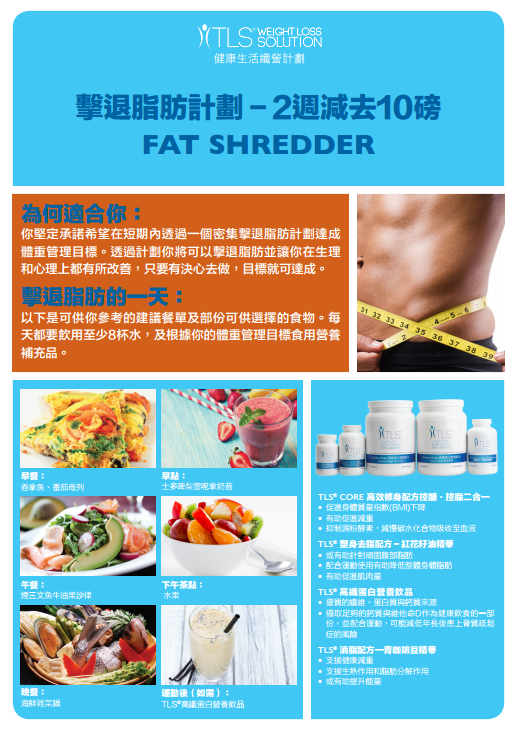 TLS® WEIGHT LOSS SOLUTION
健康生活纖營計劃
擊退脂肪計劃 – 2週減去10磅
FAT SHREDDER
為何適合你：
你堅定承諾希望在短期內透過一個密集擊退脂肪計劃達成
體重管理目標。透過計劃你將可以擊退脂肪並讓你在生理
和心理上都有所改善，只要有決心去做，目標就可達成。
擊退脂肪的一天：
以下是可供你參考的建議餐單及部份可供選擇的食物。每
天都要飲用至少8杯水，及根據你的體重管理目標食用營養
補充品。
31 32 33 34 35 36 37 38 39
早餐：
吞拿魚、番茄奄列
早點：
士多啤梨雲呢拿奶昔
午餐：
煙三文魚牛油果沙律
下午茶點：
水果
晚餐：
海鮮雜菜鍋
運動後（如需）：
TLS®高纖蛋白營養飲品
TLS
TLS
TLS
TLS
TLS
TLS® CORE 高效修身配方控醣·控脂二合一
• 促進身體質量指數(BMI)下降
• 有助促進減重
• 抑制澱粉酵素，減慢碳水化合物吸收至血液
TLS® 塑身去脂配方 – 紅花籽油精華
• 或有助針對頑固腹部脂肪
• 配合運動使用有助降低整體身體脂肪
• 有助促進肌肉量
TLS® 高纖蛋白營養飲品
• 優質的纖維、蛋白質與鈣質來源
• 攝取足夠的鈣質與維他命D作為健康飲食的一部
份，並配合運動，可能減低年長後患上骨質疏鬆
症的風險
TLS® 消脂配方—青咖啡豆精華
• 支援健康減重
• 支援生熱作用和脂肪分解作用
• 或有助提升能量